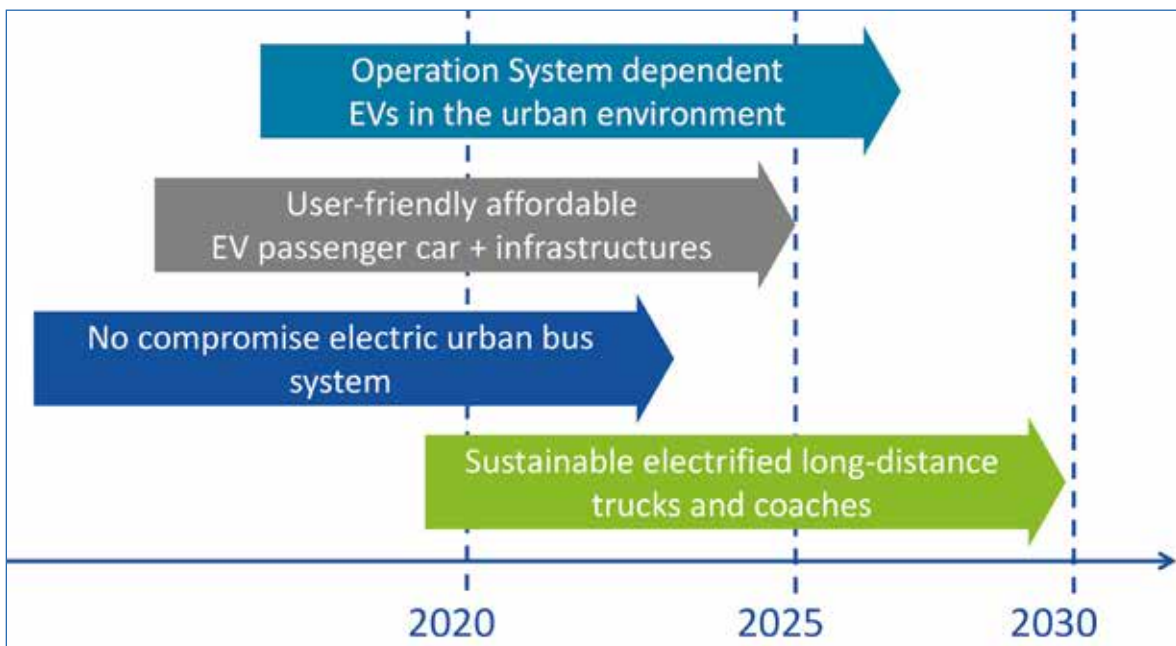 Operation System dependent
EVs in the urban environment
User-friendly affordable
EV passenger car + infrastructures
No compromise electric urban bus
system
Sustainable electrified long-distance
trucks and coaches
2020
2025
2030